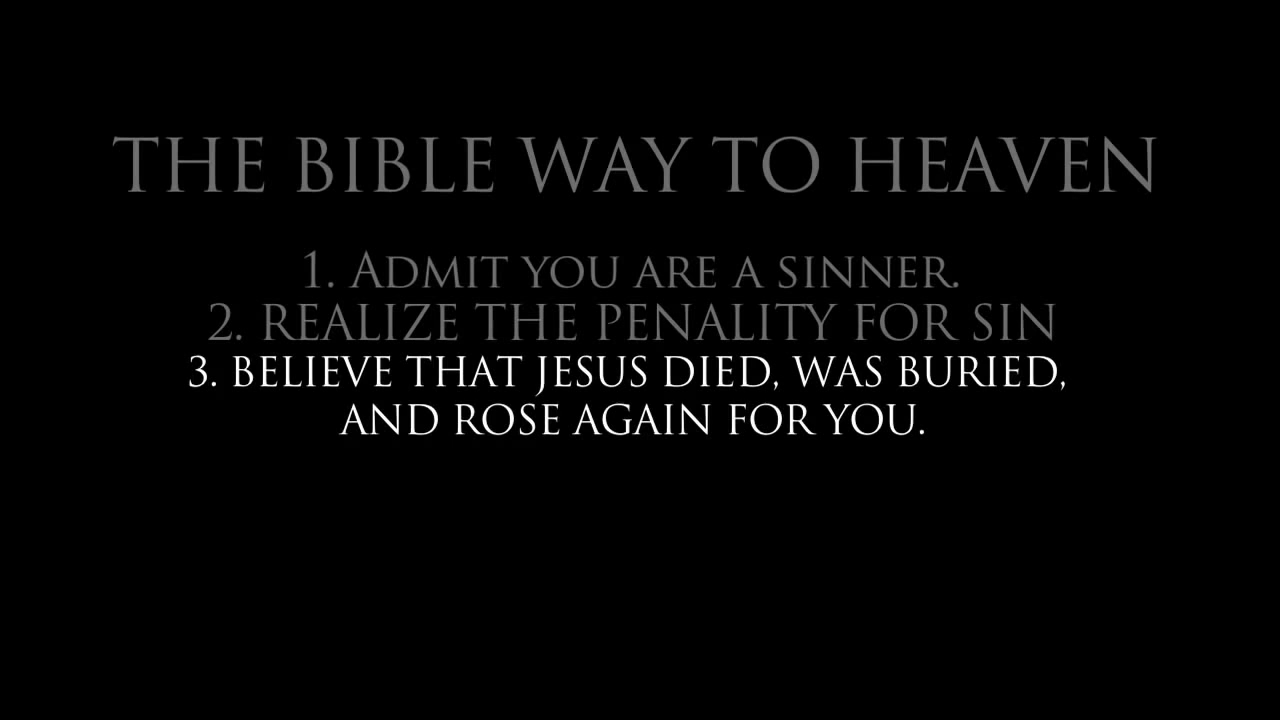 THE BIBLE WAY TO HEAVEN
1. ADMIT YOU ARE A SINNER.
2. REALIZE THE PENALITY FOR SIN
3. BELIEVE THAT JESUS DIED, WAS BURIED,
AND ROSE AGAIN FOR YOU.